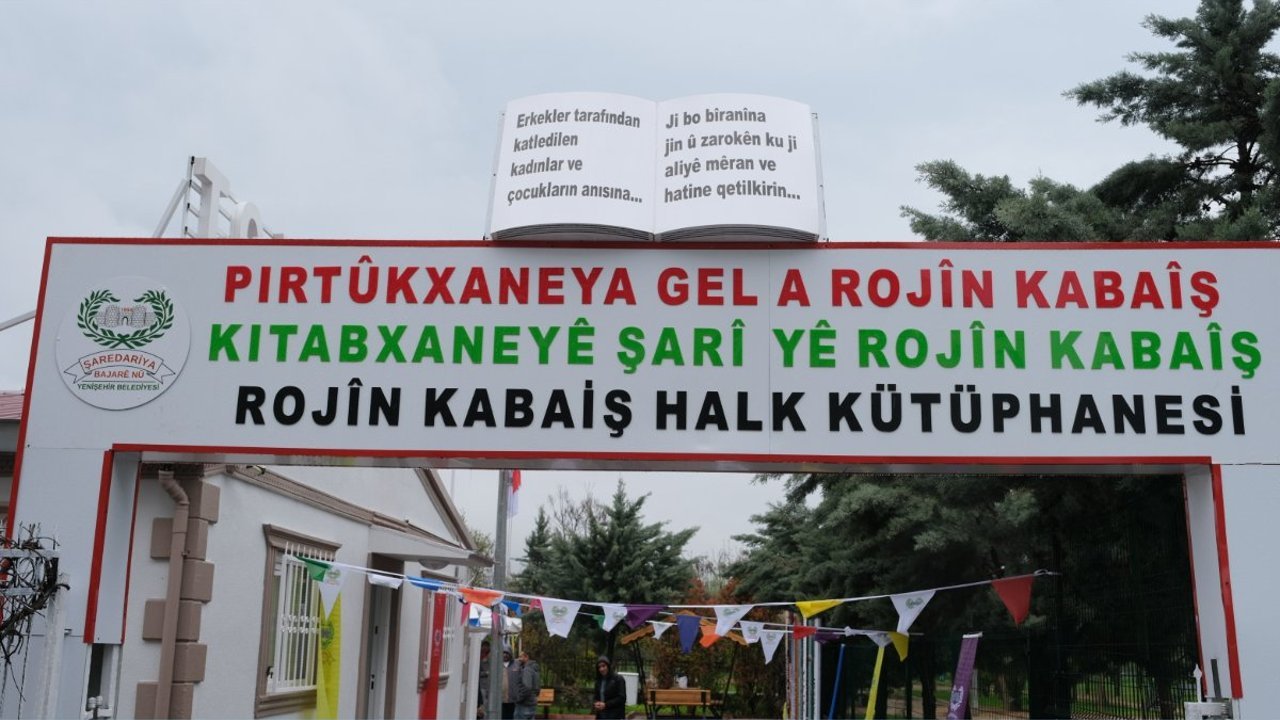 Erkekler tarafından
katledilen
kadınlar ve
çocukların anısına...
Ji bo bîranîna
jin û zarokên ku ji
aliyê mêran ve
hatine qetilkirin...
PIRTÛKXANEYA GEL A ROJÎN KABAÎŞ
KITABXANEYÊ ŞARÎ YÊ ROJÎN KABAÎŞ
ROJÎN KABAİŞ HALK KÜTÜPHANESİ
ŞAREDARİYA
BAJARÊ NÛ
YENİŞEHİR BELEDİYESİ